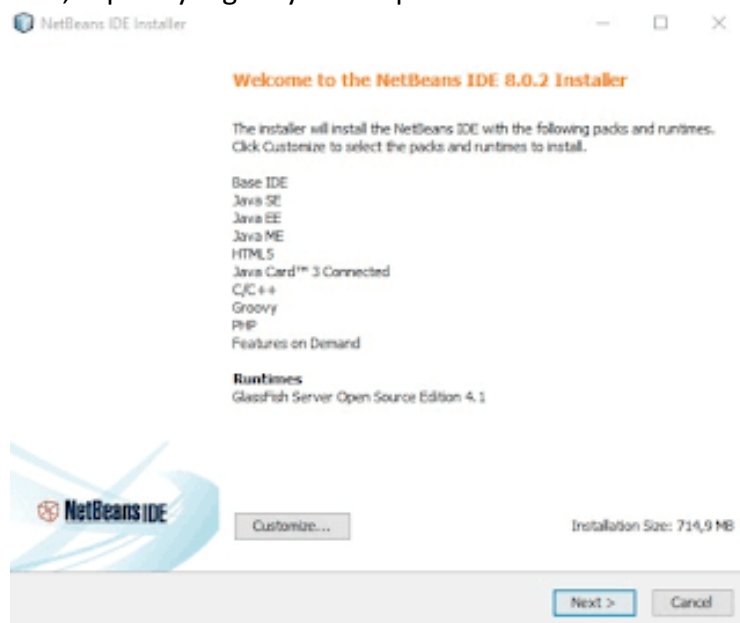 NetBeans IDE Installer
Welcome to the NetBeans IDE 8.0.2 Installer
The installer will install the NetBeans IDE with the following packs and runtimes.
Click Customize to select the packs and runtimes to install.
Base IDE
Java SE
Java EE
Java ME
HTML5
Java Card™ 3 Connected
C/C++
Groovy
PHP
Features on Demand
Runtimes
GlassFish Server Open Source Edition 4.1
NetBeans IDE
Customize...
Installation Size: 714,9 MB
Next >
Cancel